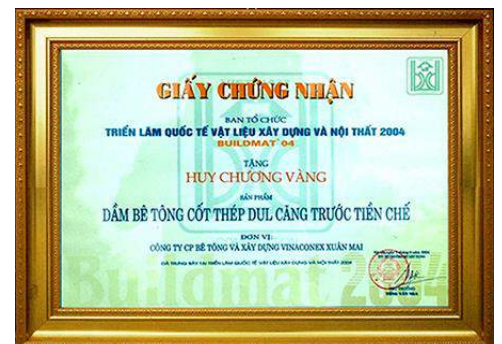 GIẤY CHỨNG NHẬN
BAN TỔ CHỨC
TRIỂN LÃM QUỐC TẾ VẬT LIỆU XÂY DỰNG VÀ NỘI THẤT 2004
BUILDMAT' 04
TẶNG
HUY CHƯƠNG VÀNG
SẢN PHẨM
DẦM BÊ TÔNG CỐT THÉP DUL CĂNG TRƯỚC TIỀN CHẾ
ĐƠN VỊ:
CÔNG TY CP BÊ TÔNG VÀ XÂY DỰNG VINACONEX XUÂN MAI
ĐÃ TRƯNG BÀY TẠI TRIỂN LÃM QUỐC TẾ VẬT LIỆU XÂY DỰNG VÀ NỘI THẤT 2004
Buildmat 2004